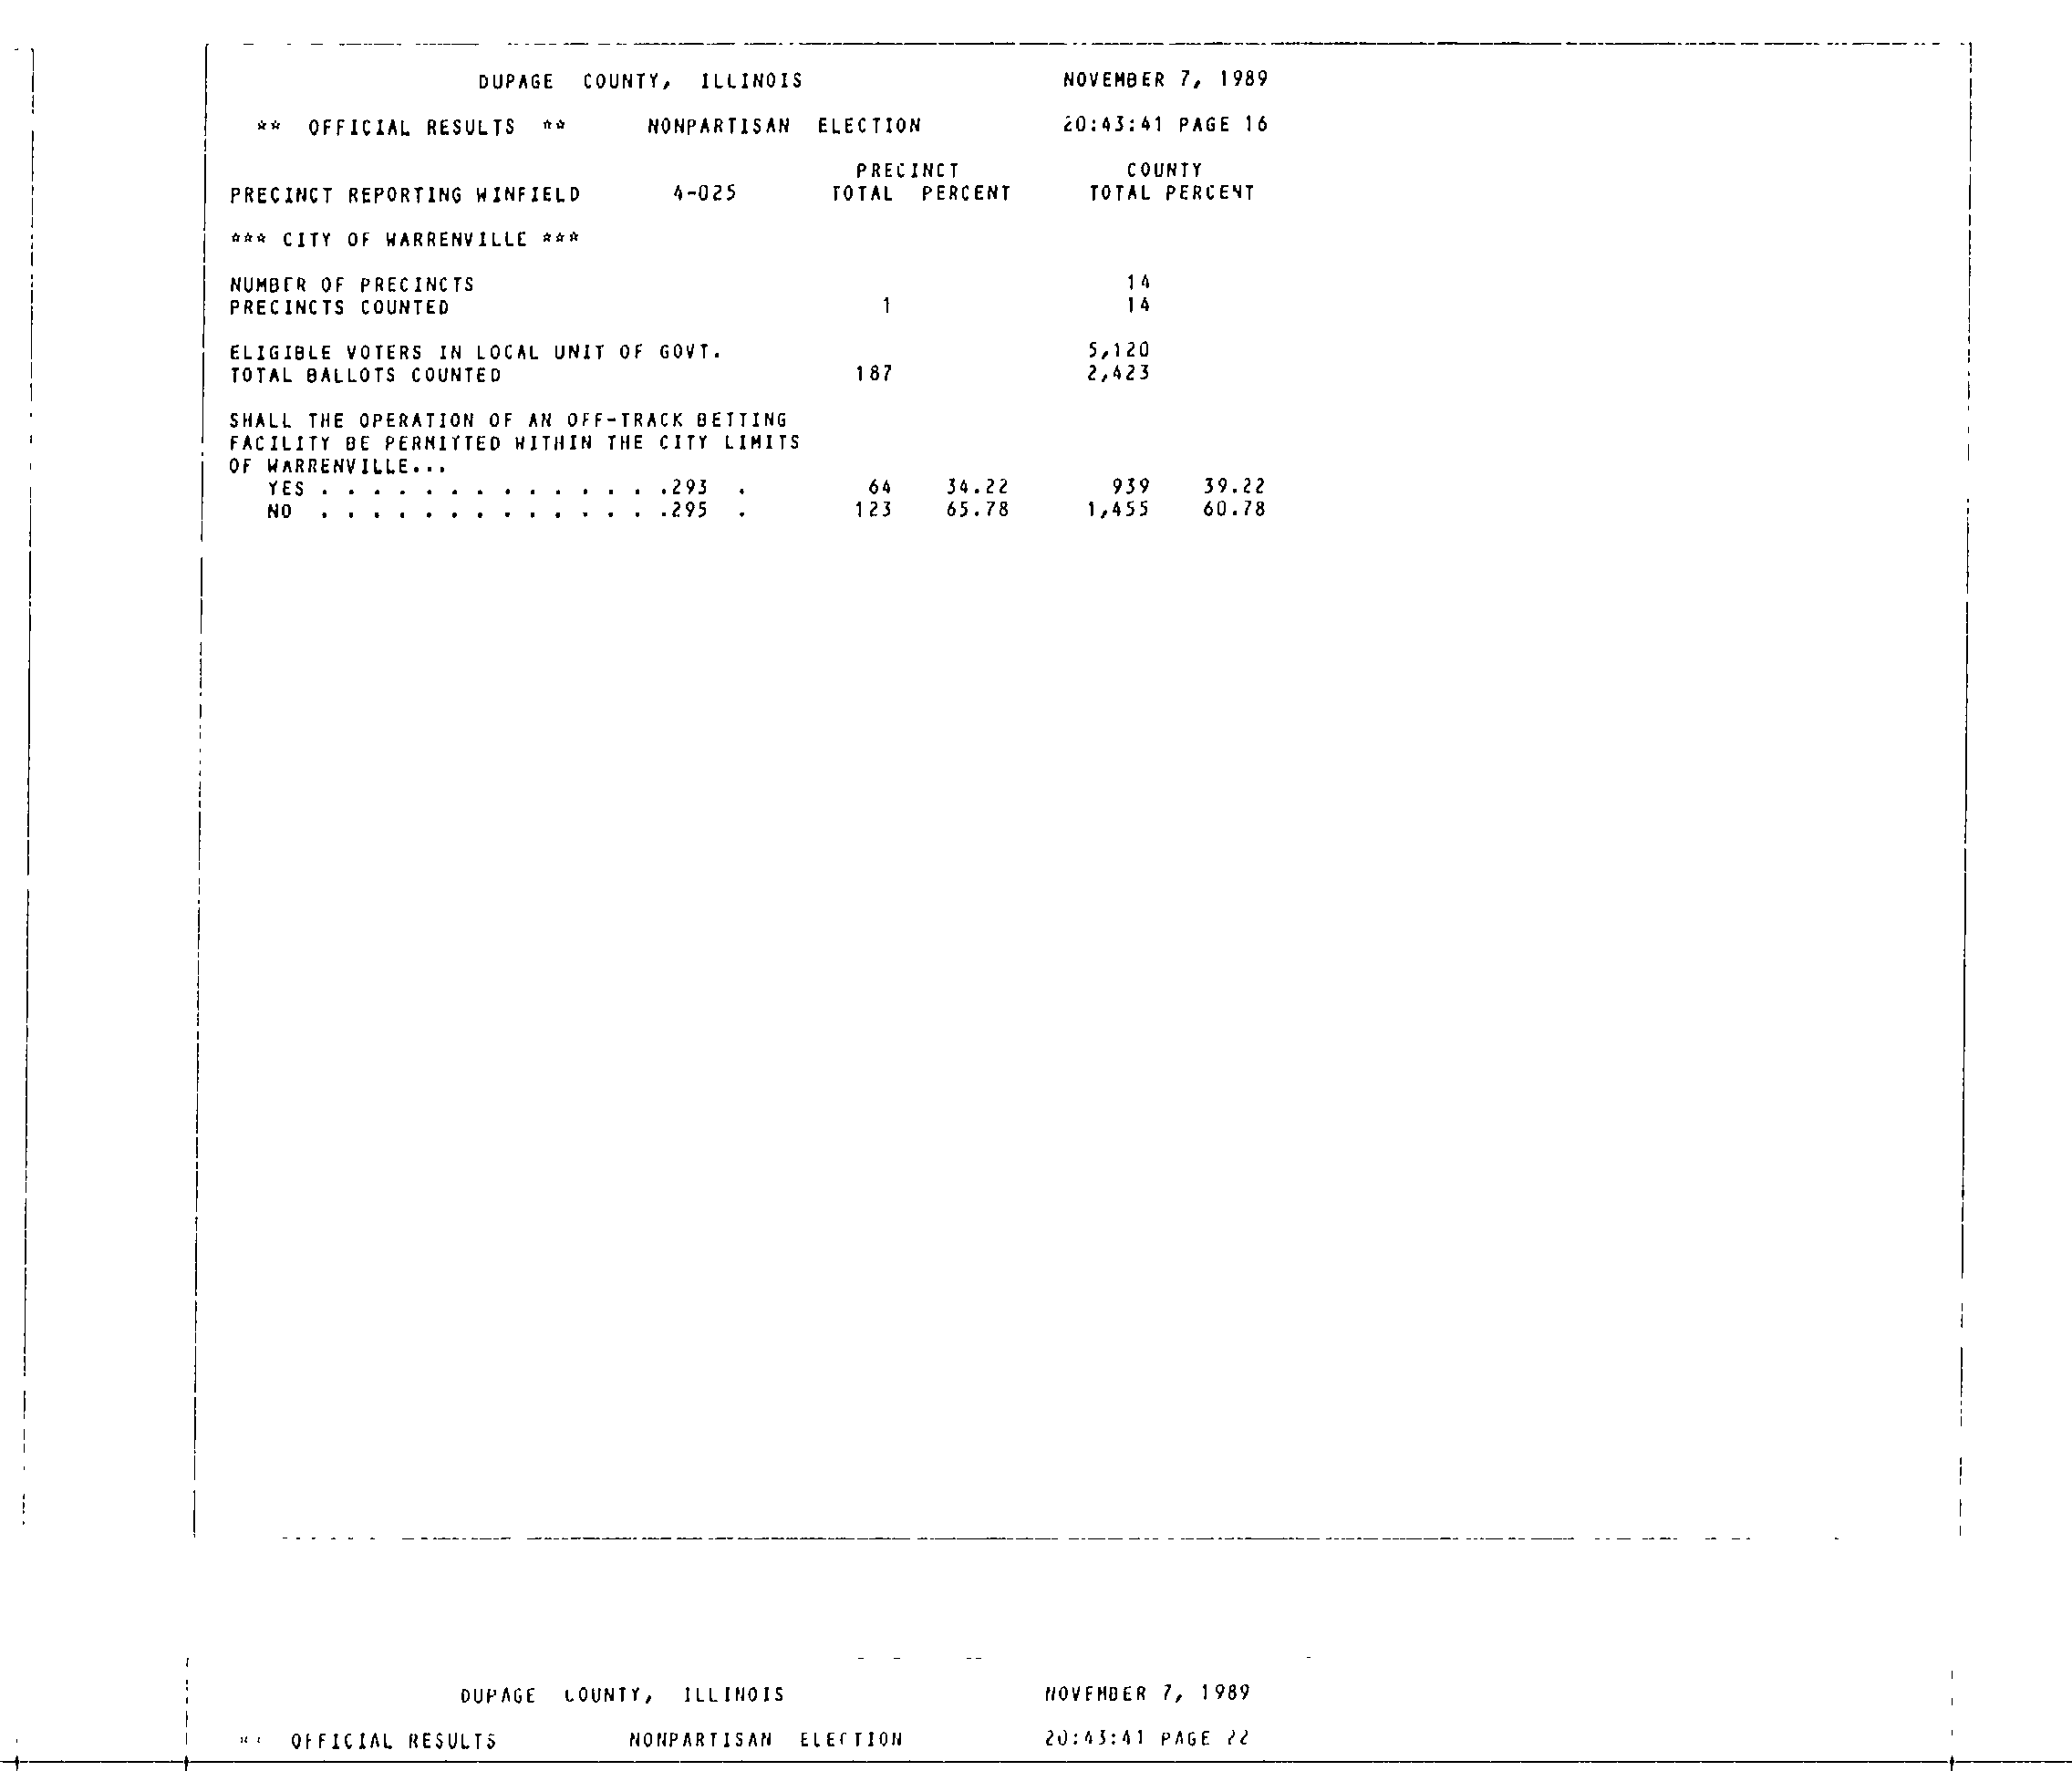 DUPAGE COUNTY, ILLINOIS NOVEMBER 7, 1989
** OFFICIAL RESULTS ** NONPARTISAN ELECTION 20:43:41 PAGE 16
PRECINCT COUNTY
PRECINCT REPORTING WINFIELD 4-025 TOTAL PERCENT TOTAL PERCENT
*** CITY OF WARRENVILLE ***
NUMBER OF PRECINCTS 14
PRECINCTS COUNTED 1 14
ELIGIBLE VOTERS IN LOCAL UNIT OF GOVT. 5,120
TOTAL BALLOTS COUNTED 187 2,423
SHALL THE OPERATION OF AN OFF-TRACK BETTING
FACILITY BE PERMITTED WITHIN THE CITY LIMITS
OF WARRENVILLE...
YES . . . . . . . . . . . . . .293 . 64 34.22 939 39.22
NO . . . . . . . . . . . . . .295 . 123 65.78 1,455 60.78
DUPAGE COUNTY, ILLINOIS NOVEMBER 7, 1989
** OFFICIAL RESULTS NONPARTISAN ELECTION 20:43:41 PAGE 22